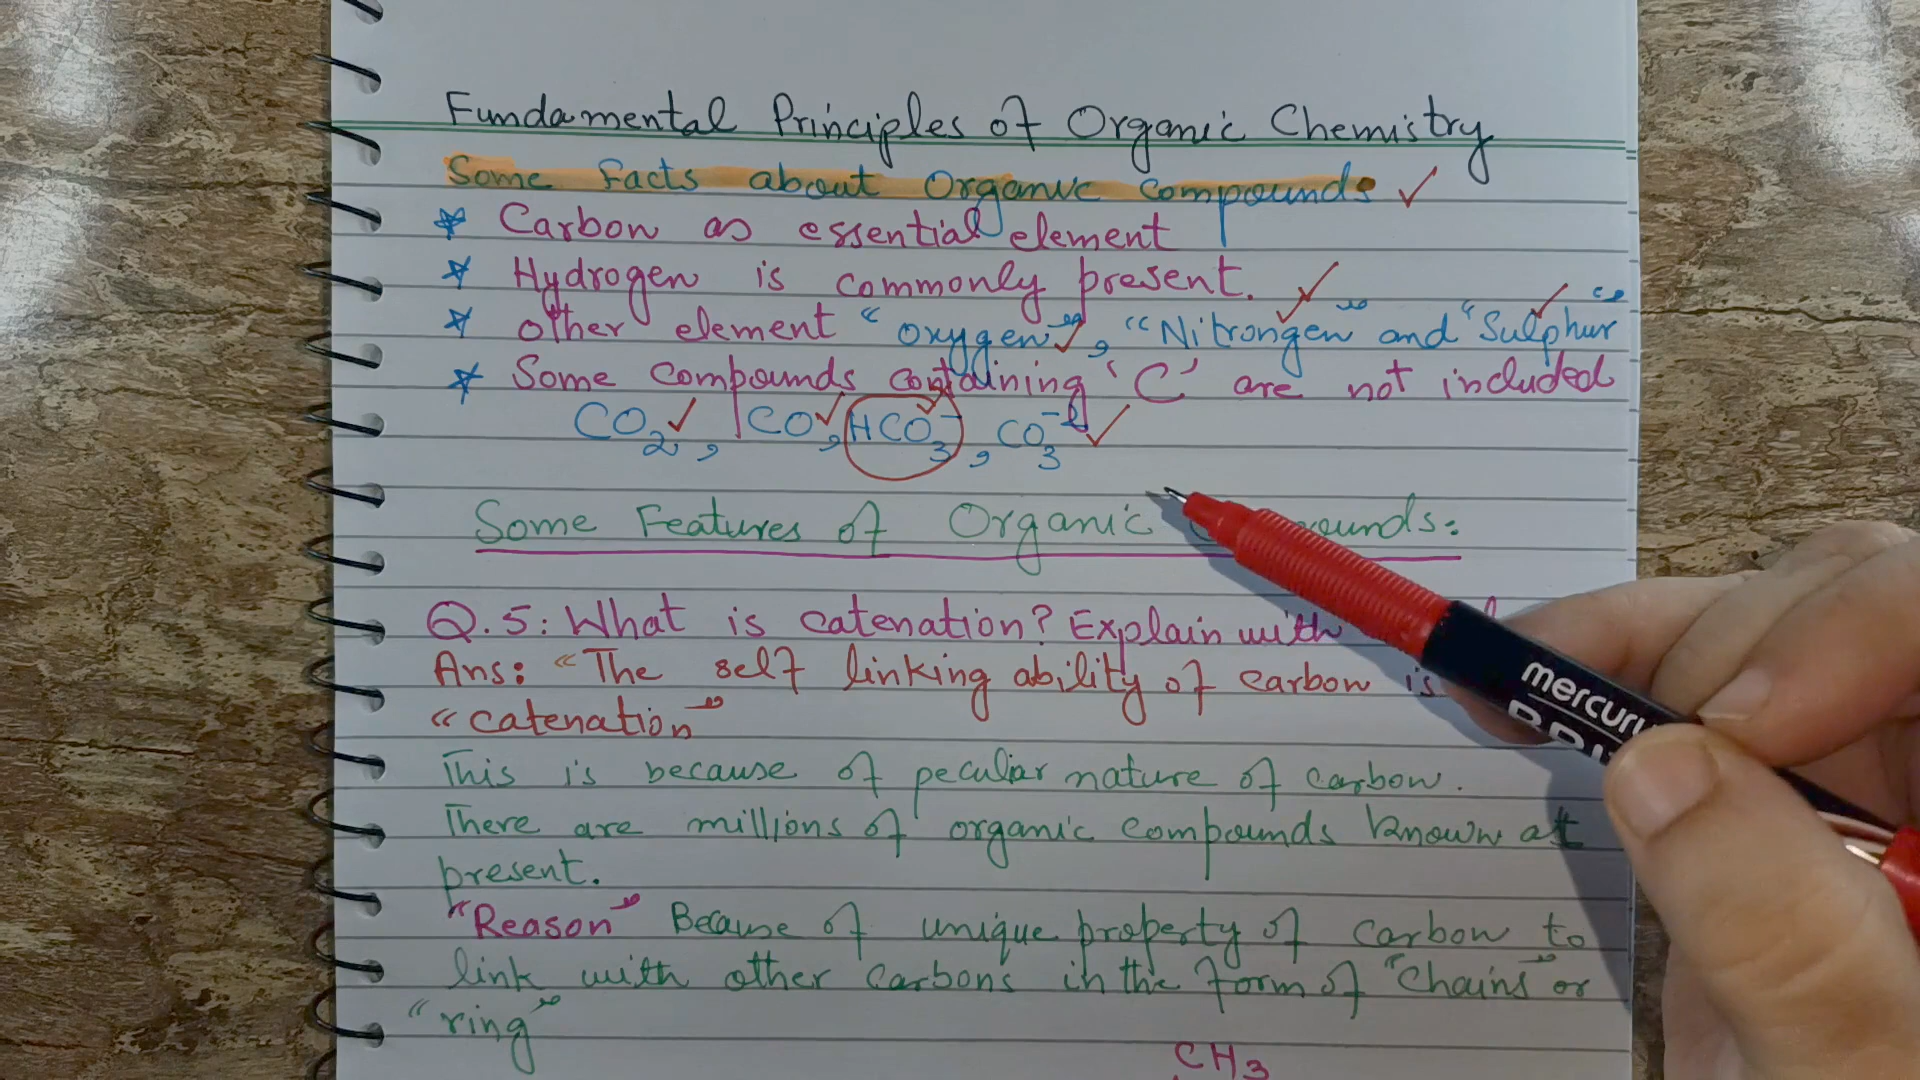 Fundamental Principles of Organic Chemistry
Some Facts about Organic compounds ✓
* Carbon as essential element
* Hydrogen is commonly present.
* other element "oxygen", "Nitrongen" and "Sulphur"
* Some compounds containing 'C' are not included
CO₂, CO, HCO₃⁻, CO₃⁻²
Some Features of Organic ounds:
Q.5: What is catenation? Explain with
Ans: "The self linking ability of carbon is
"catenation"
This is because of peculiar nature of carbon.
There are millions of organic compounds known at
present.
"Reason" Because of unique property of carbon to
link with other carbons in the form of "Chains" or
"ring"
CH₃
mercury